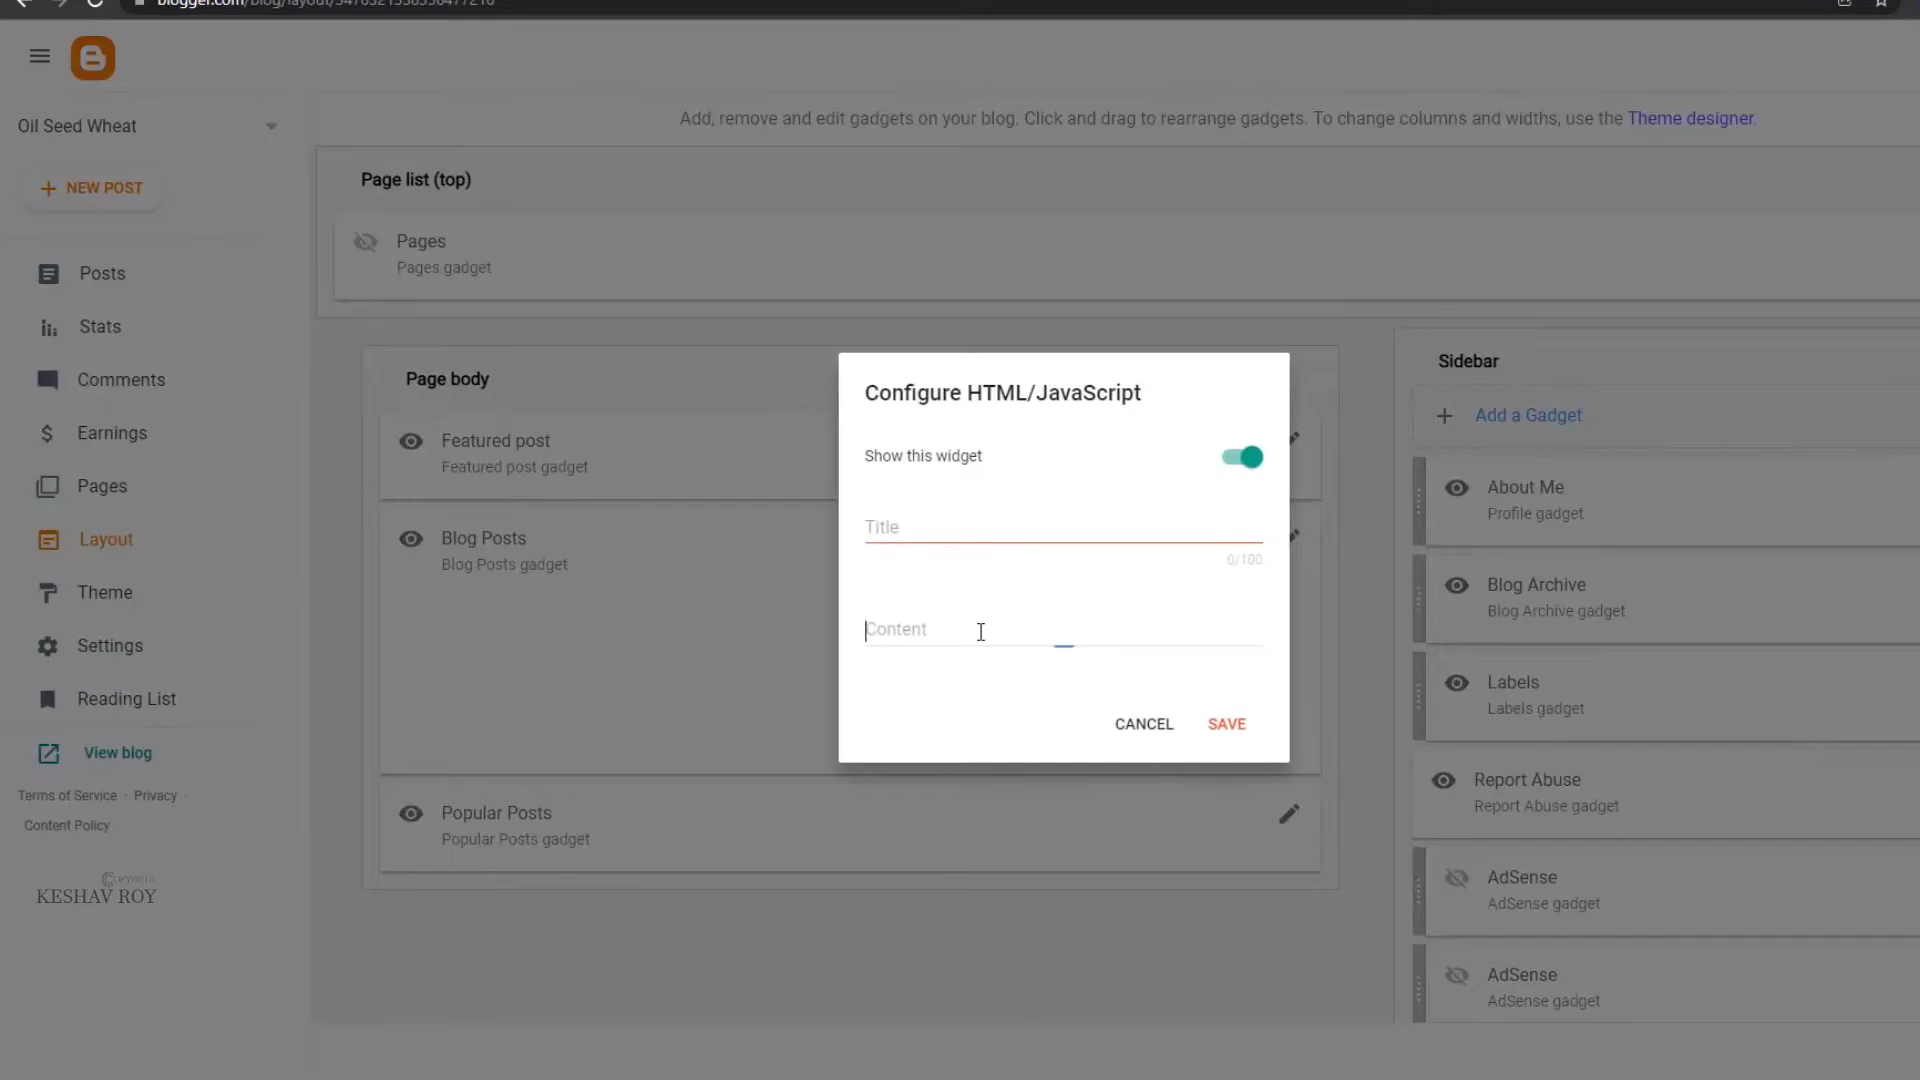 Oil Seed Wheat
NEW POST
Posts
Stats
Comments
Earnings
Pages
Layout
Theme
Settings
Reading List
View blog
Terms of Service · Privacy ·
Content Policy
KESHAV ROY
Add, remove and edit gadgets on your blog. Click and drag to rearrange gadgets. To change columns and widths, use the Theme designer.
Page list (top)
Pages
Pages gadget
Page body
Featured post
Featured post gadget
Blog Posts
Blog Posts gadget
Popular Posts
Popular Posts gadget
Configure HTML/JavaScript
Show this widget
Title
0/100
Content
CANCEL SAVE
Sidebar
Add a Gadget
About Me
Profile gadget
Blog Archive
Blog Archive gadget
Labels
Labels gadget
Report Abuse
Report Abuse gadget
AdSense
AdSense gadget
AdSense
AdSense gadget